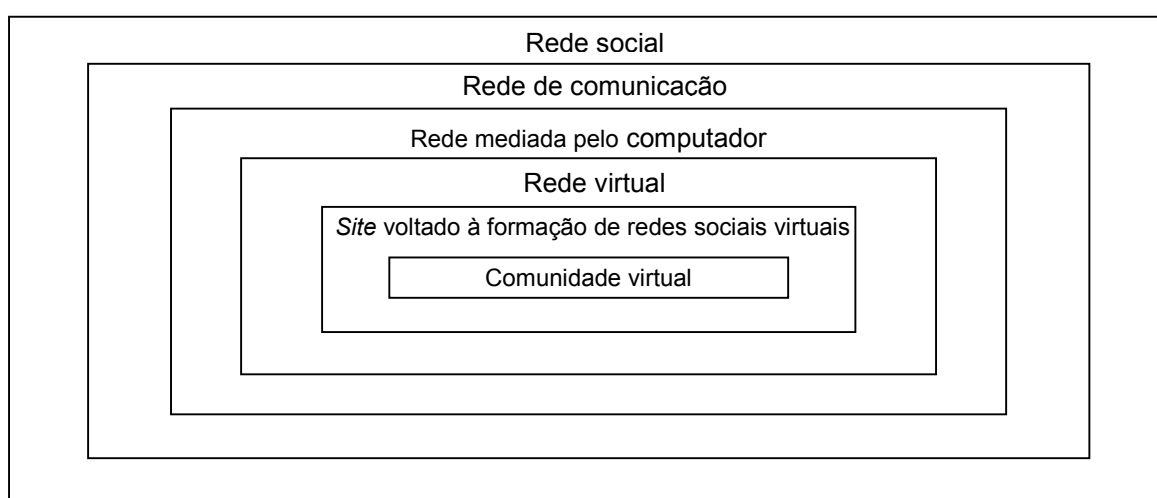 Rede social
Rede de comunicacão
Rede mediada pelo computador
Rede virtual
Site voltado à formação de redes sociais virtuais
Comunidade virtual